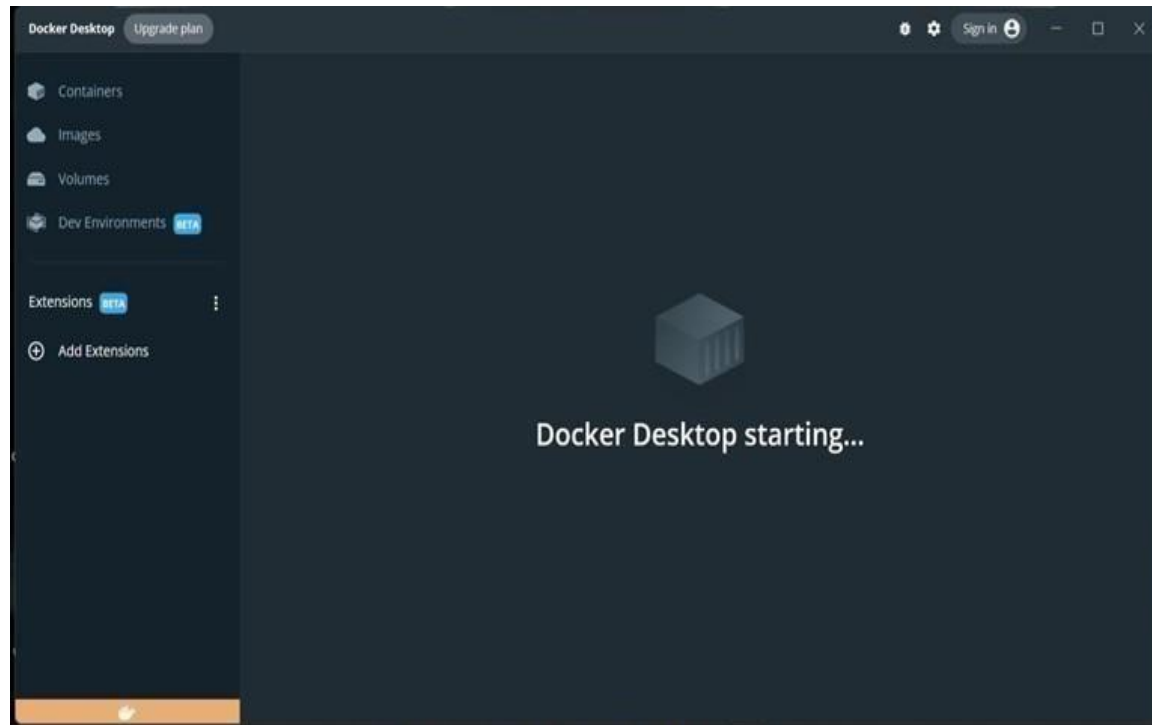 Docker Desktop Upgrade plan Sign in
Containers
Images
Volumes
Dev Environments BETA
Extensions BETA
Add Extensions
Docker Desktop starting...